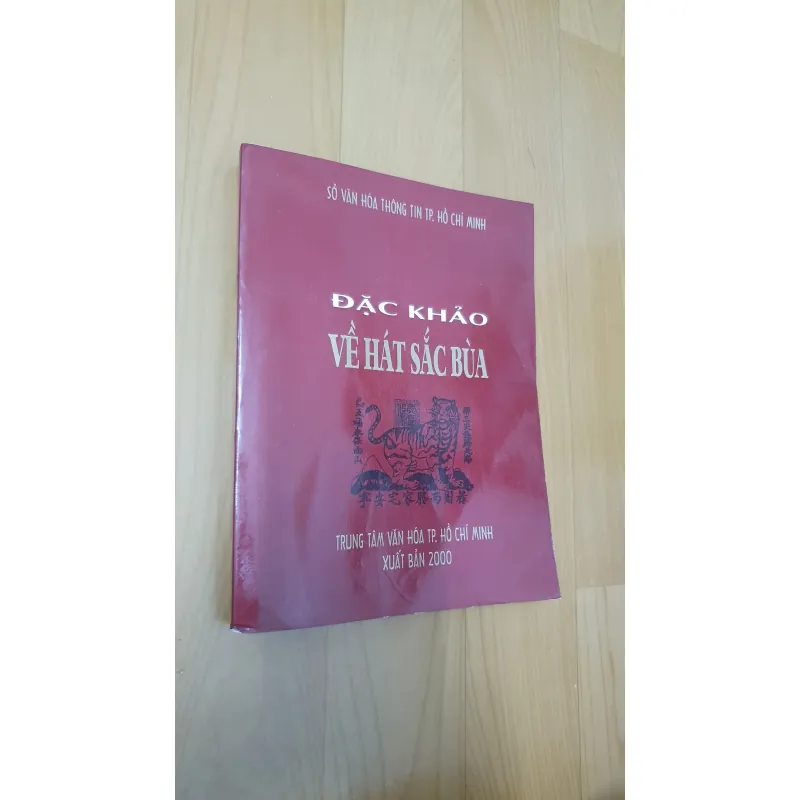 SỞ VĂN HÓA THÔNG TIN TP. HỒ CHÍ MINH
ĐẶC KHẢO
VỀ HÁT SẮC BÙA
TRUNG TÂM VĂN HÓA TP. HỒ CHÍ MINH
XUẤT BẢN 2000